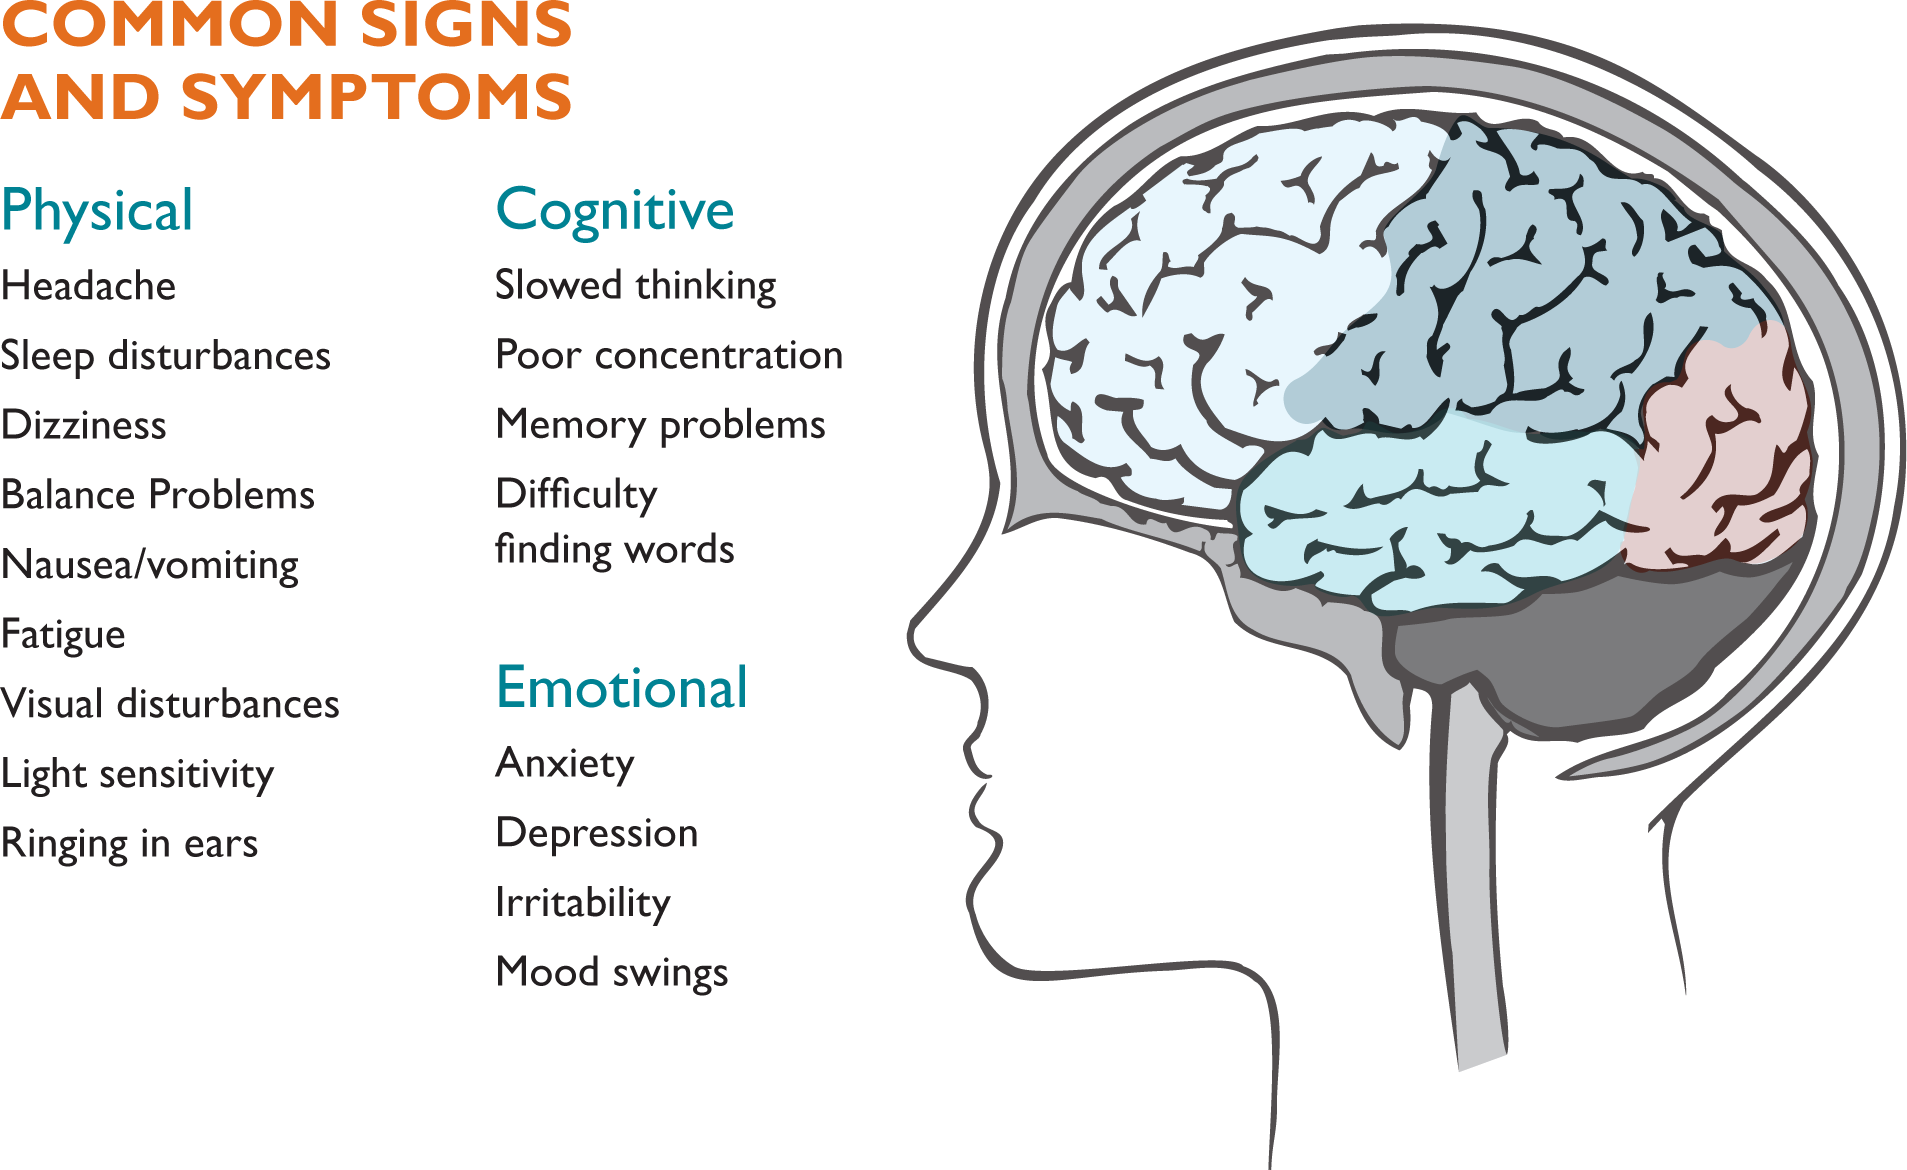 COMMON SIGNS
AND SYMPTOMS
Physical
Headache
Sleep disturbances
Dizziness
Balance Problems
Nausea/vomiting
Fatigue
Visual disturbances
Light sensitivity
Ringing in ears
Cognitive
Slowed thinking
Poor concentration
Memory problems
Difficulty
finding words
Emotional
Anxiety
Depression
Irritability
Mood swings